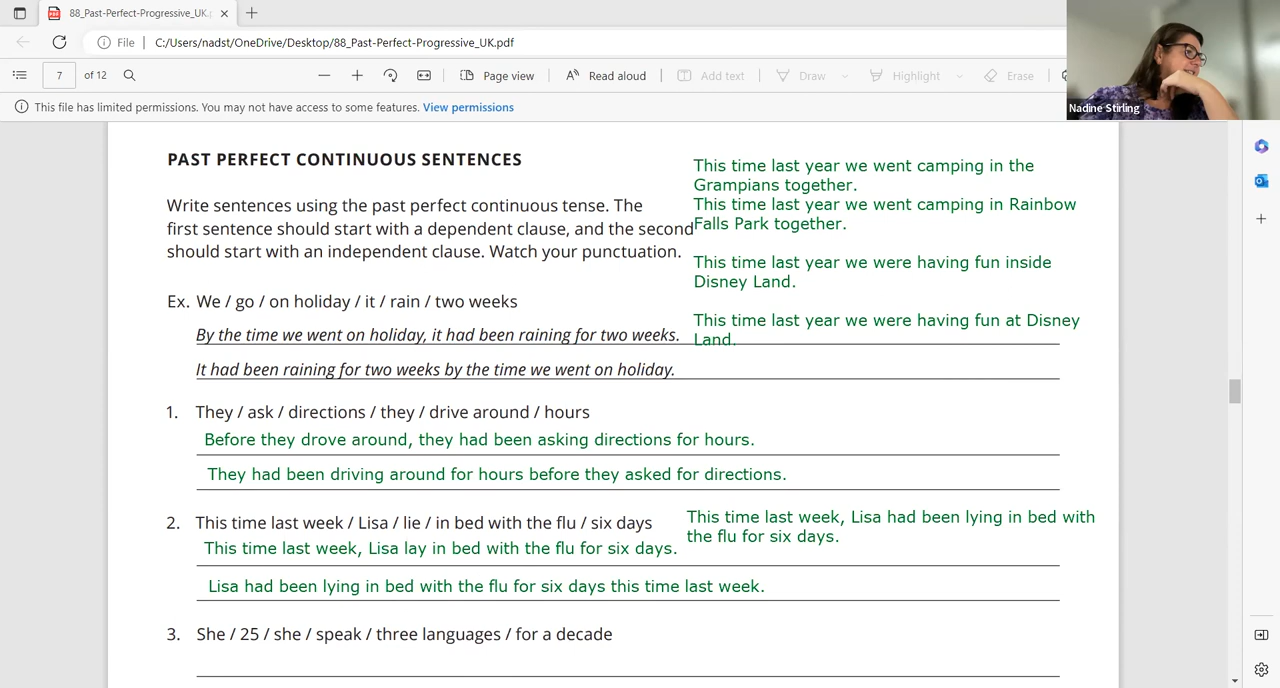 88_Past-Perfect-Progressive_UK.p
File
C:/Users/nadst/OneDrive/Desktop/88_Past-Perfect-Progressive_UK.pdf
7 of 12
Page view
Read aloud
Add text
Draw
Highlight
Erase
This file has limited permissions. You may not have access to some features. View permissions
Nadine Stirling
PAST PERFECT CONTINUOUS SENTENCES
Write sentences using the past perfect continuous tense. The
first sentence should start with a dependent clause, and the second
should start with an independent clause. Watch your punctuation.
This time last year we went camping in the
Grampians together.
This time last year we went camping in Rainbow
Falls Park together.
This time last year we were having fun inside
Disney Land.
This time last year we were having fun at Disney
Land.
Ex. We / go / on holiday / it / rain / two weeks
By the time we went on holiday, it had been raining for two weeks.
It had been raining for two weeks by the time we went on holiday.
1. They / ask / directions / they / drive around / hours
Before they drove around, they had been asking directions for hours.
They had been driving around for hours before they asked for directions.
2. This time last week / Lisa / lie / in bed with the flu / six days
This time last week, Lisa had been lying in bed with
the flu for six days.
This time last week, Lisa lay in bed with the flu for six days.
Lisa had been lying in bed with the flu for six days this time last week.
3. She / 25 / she / speak / three languages / for a decade